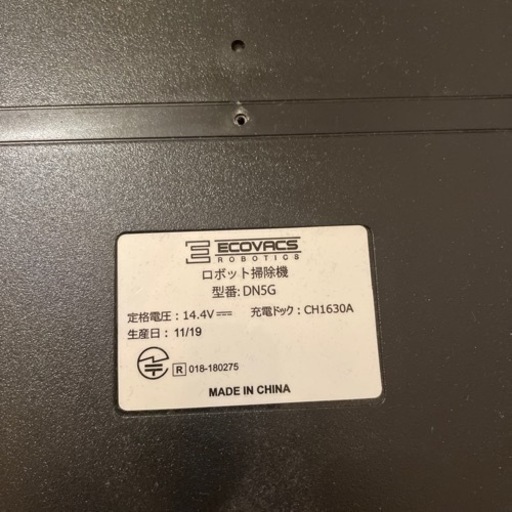 ECOVACS
ROBOTICS
ロボット掃除機
型番: DN5G
定格電圧：14.4V⎓ 充電ドック：CH1630A
生産日：11/19
R 018-180275
MADE IN CHINA